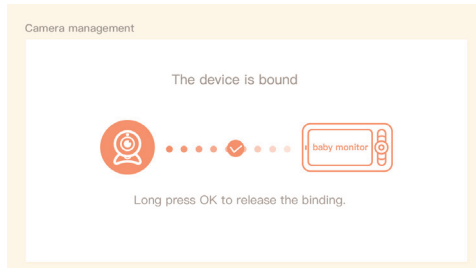 Camera management
The device is bound
baby monitor
Long press OK to release the binding.